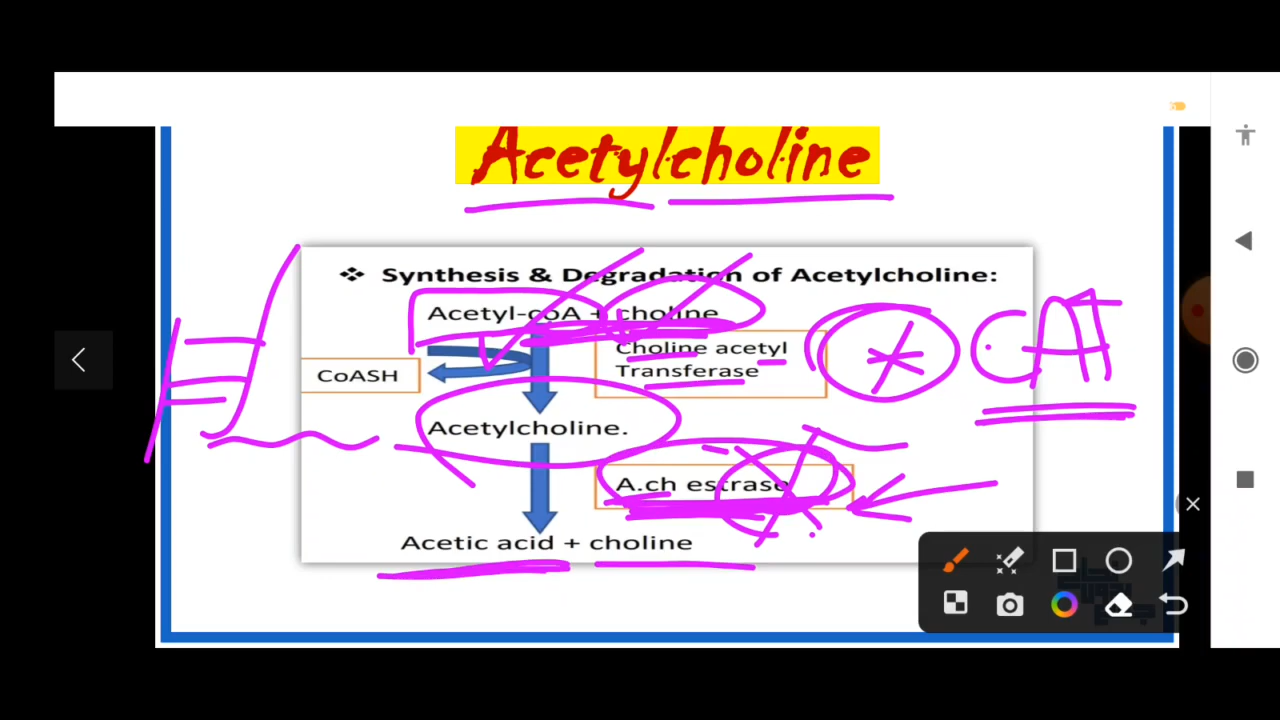 Acetylcholine
❖ Synthesis & Degradation of Acetylcholine:
Acetyl-coA + choline
Choline acetyl
Transferase
CAT
CoASH
Acetylcholine.
A.ch estrase
Acetic acid + choline